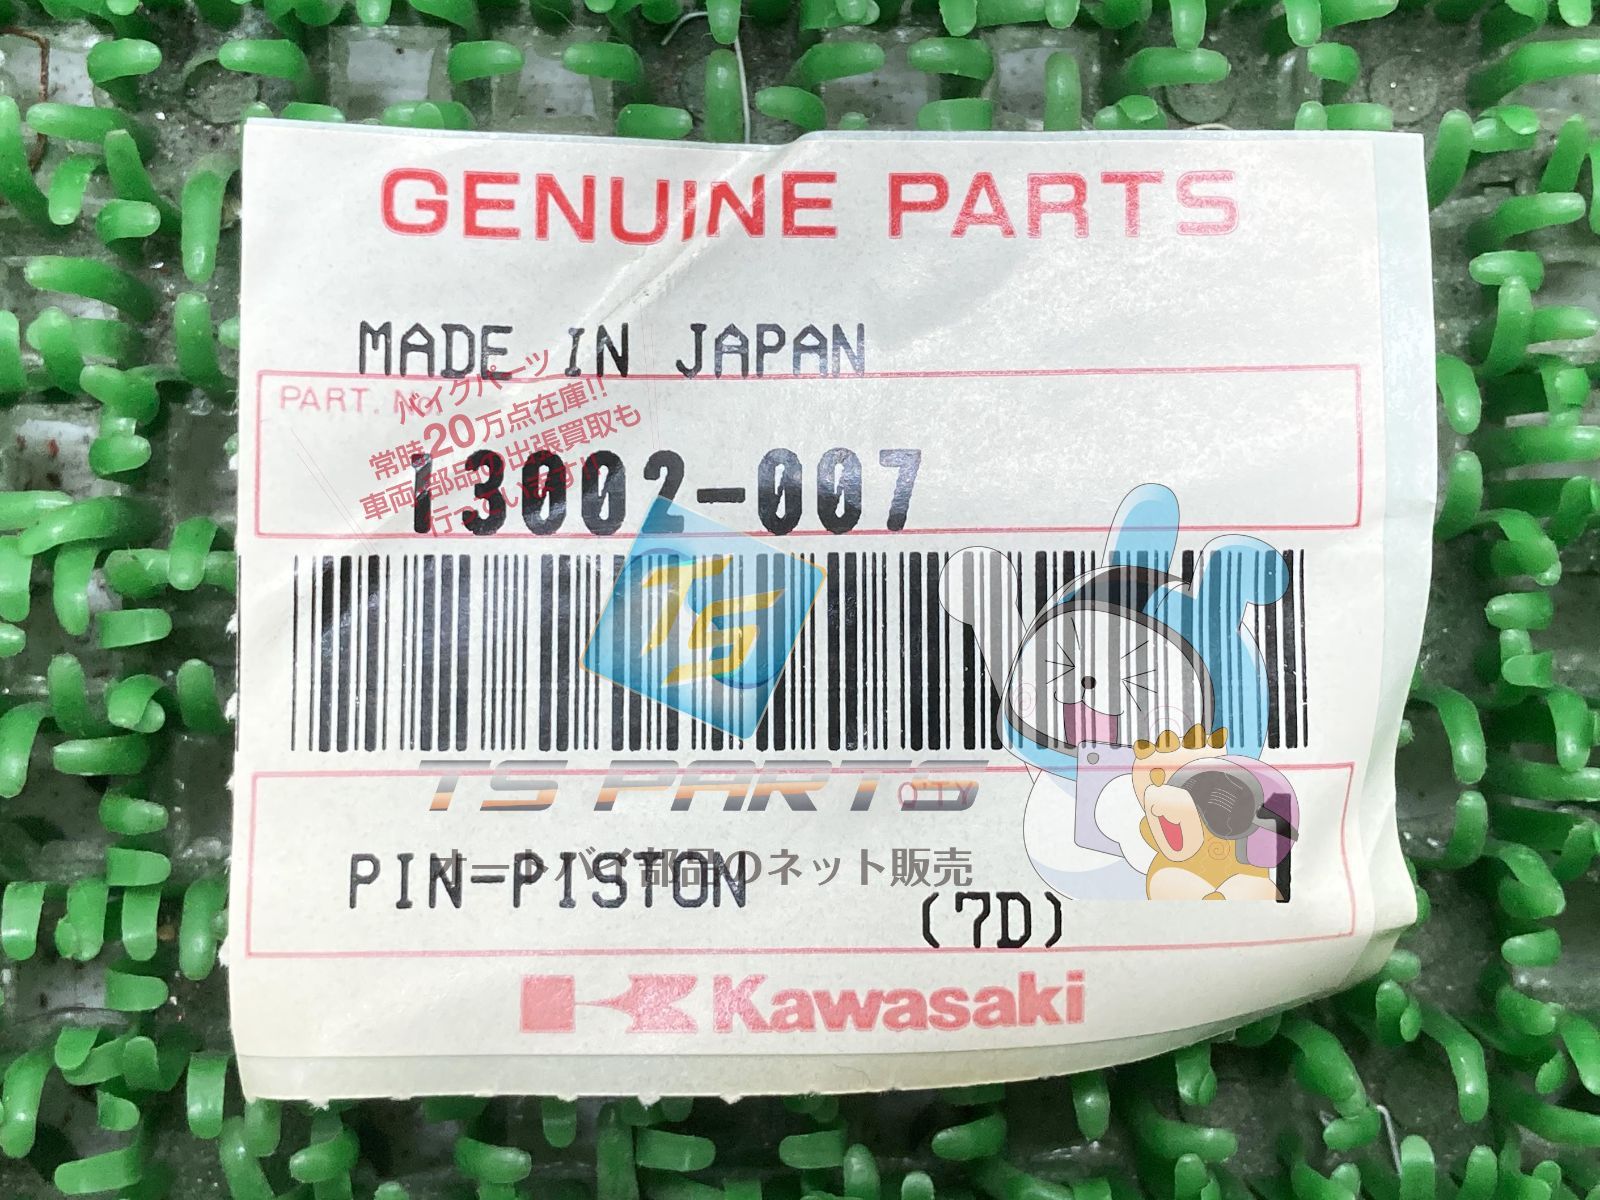 GENUINE PARTS
MADE IN JAPAN
PART. No.
13002-007
バイクパーツ
常時20万点在庫!!
車両・部品の出張買取も
行っています!!
TS
TS PARTS
Q'TY
1
オートバイ部品のネット販売
PIN-PISTON
(7D)
Kawasaki